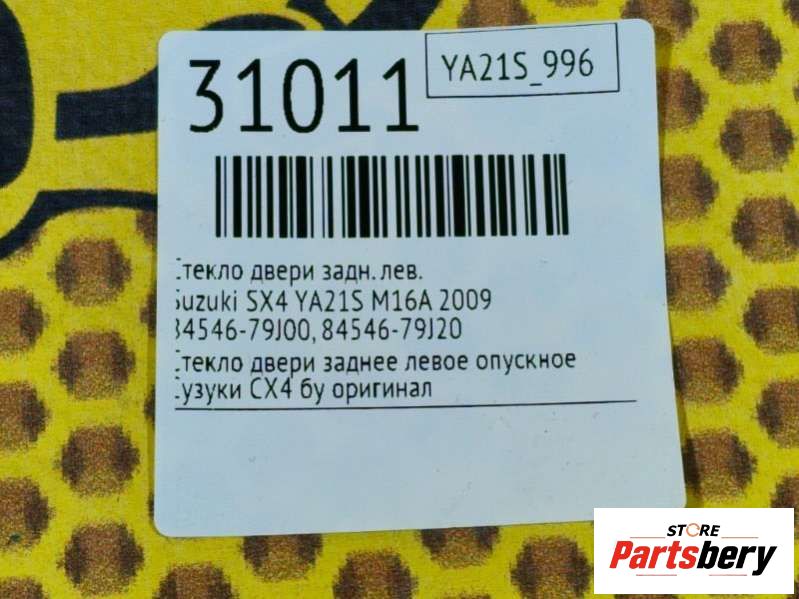 31011
YA21S_996
Стекло двери задн. лев.
Suzuki SX4 YA21S M16A 2009
84546-79J00, 84546-79J20
Стекло двери заднее левое опускное
Сузуки СХ4 бу оригинал
STORE
Partsbery